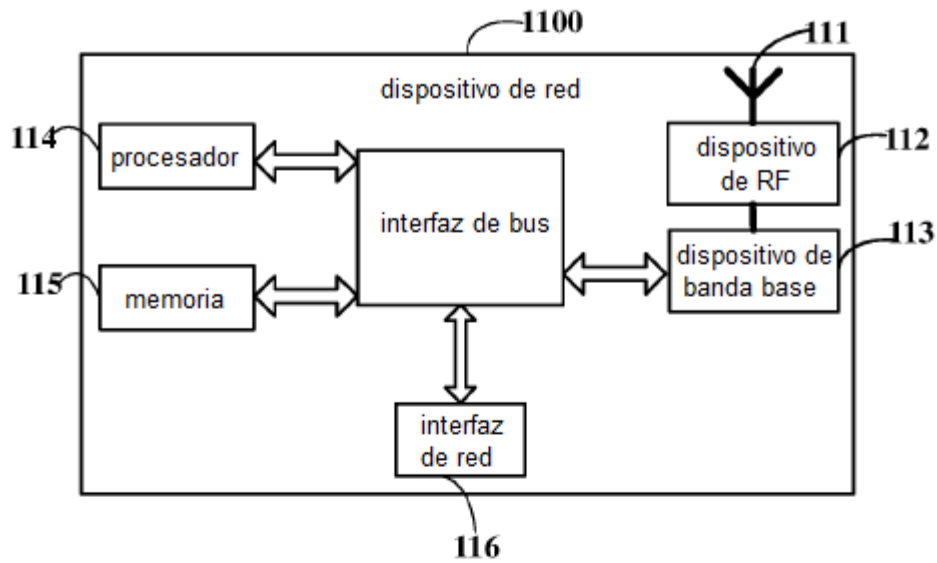 1100
111
dispositivo de red
114
procesador
dispositivo
de RF
112
interfaz de bus
113
dispositivo de
banda base
115
memoria
interfaz
de red
116